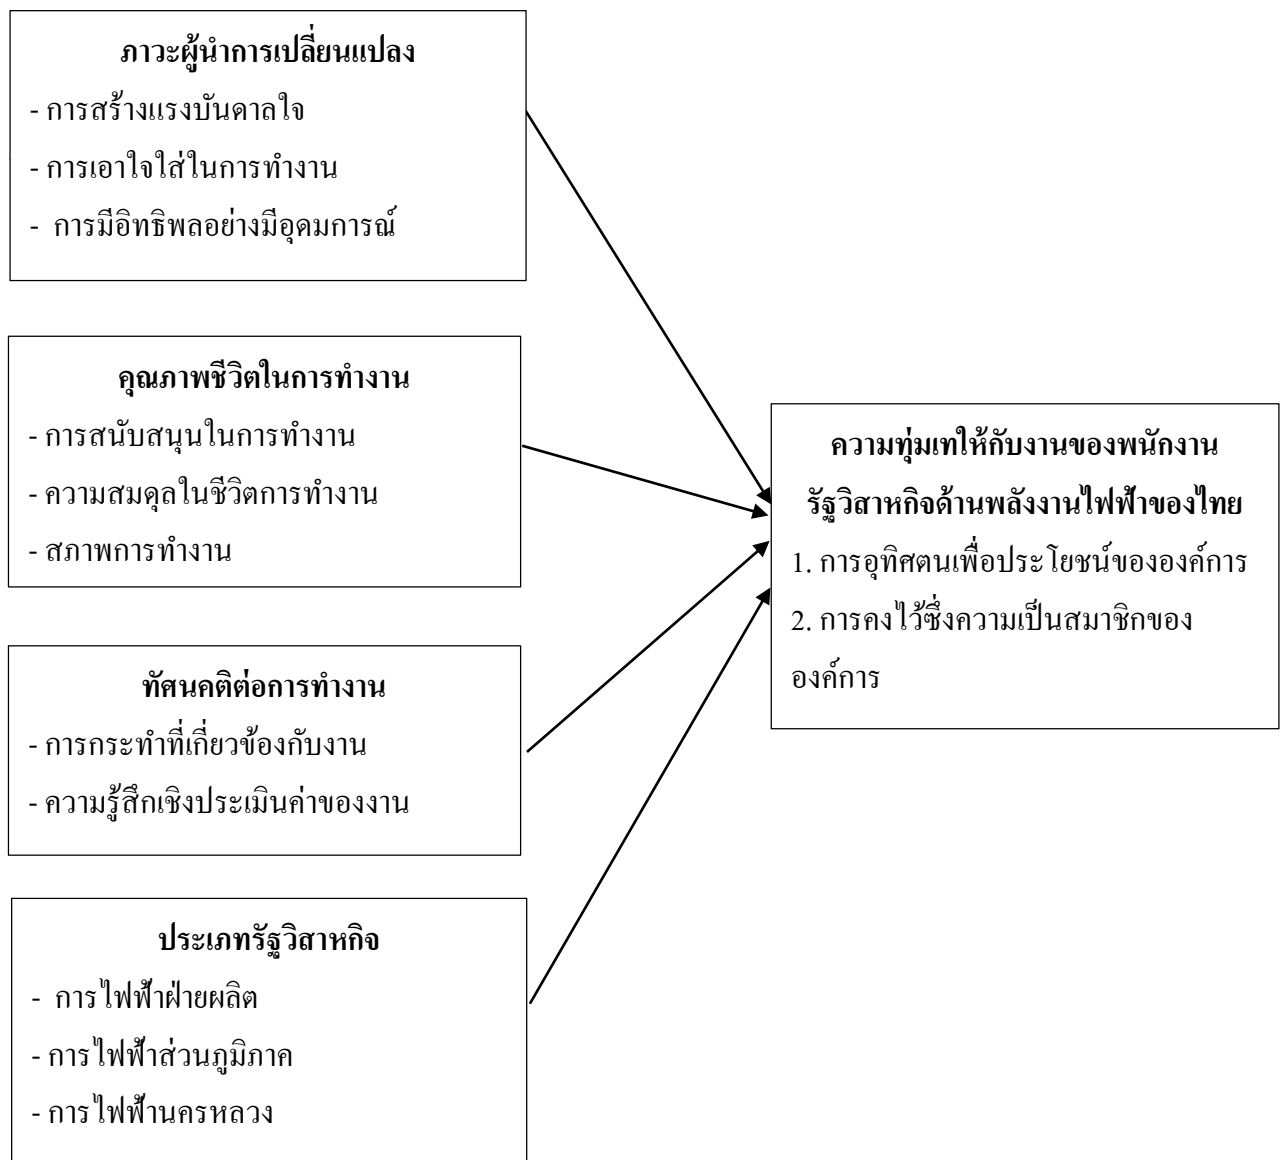 ภาวะผู้นำการเปลี่ยนแปลง
- การสร้างแรงบันดาลใจ
- การเอาใจใส่ในการทำงาน
- การมีอิทธิพลอย่างมีอุดมการณ์
คุณภาพชีวิตในการทำงาน
- การสนับสนุนในการทำงาน
- ความสมดุลในชีวิตการทำงาน
- สภาพการทำงาน
ทัศนคติต่อการทำงาน
- การกระทำที่เกี่ยวข้องกับงาน
- ความรู้สึกเชิงประเมินค่าของงาน
ประเภทรัฐวิสาหกิจ
- การไฟฟ้าฝ่ายผลิต
- การไฟฟ้าส่วนภูมิภาค
- การไฟฟ้านครหลวง
ความทุ่มเทให้กับงานของพนักงาน
รัฐวิสาหกิจด้านพลังงานไฟฟ้าของไทย
1. การอุทิศตนเพื่อประโยชน์ขององค์การ
2. การคงไว้ซึ่งความเป็นสมาชิกของ
องค์การ